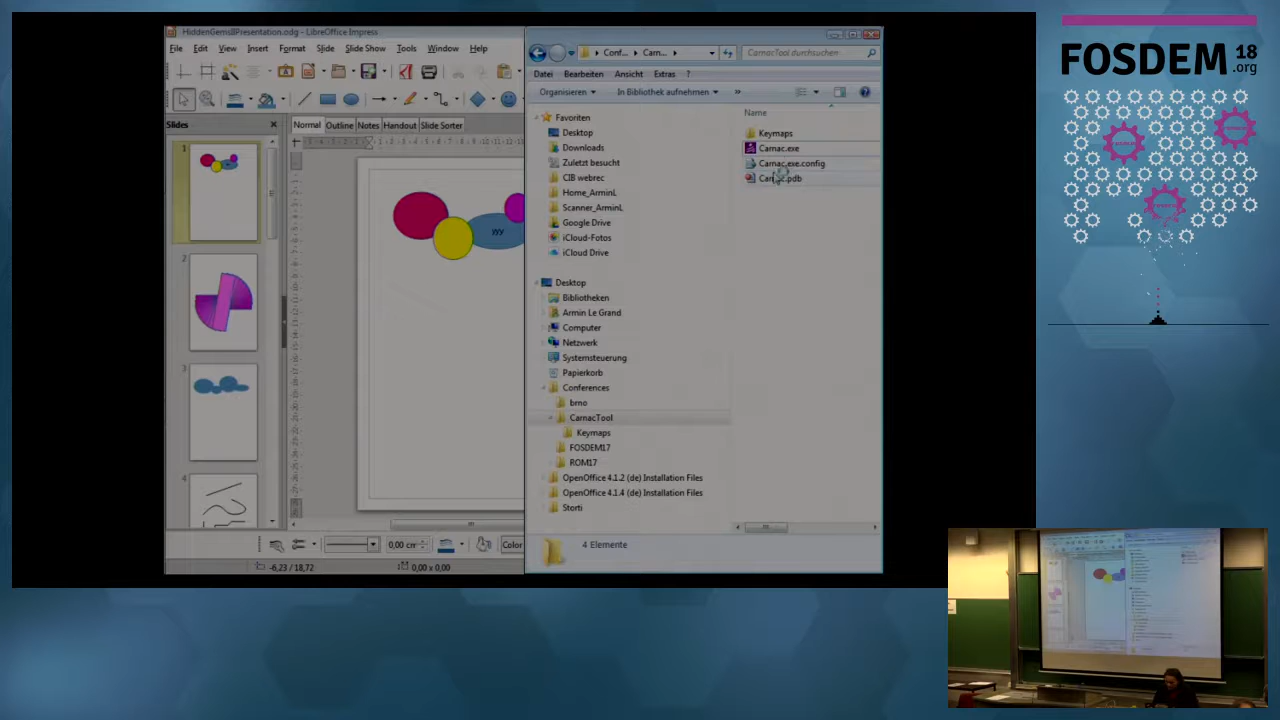 HiddenGemsIIPresentation.odg - LibreOffice Impress
File Edit View Insert Format Slide Slide Show Tools Window Help
Slides
Normal Outline Notes Handout Slide Sorter
1
2
3
4
yyy
0,00 cm
Color
-6,23 / 18,72
0,00 x 0,00
Conf... Car...
CarnacTool durchsuchen
Datei Bearbeiten Ansicht Extras ?
Organisieren In Bibliothek aufnehmen »
Favoriten
Desktop
Downloads
Zuletzt besucht
CIB webrec
Home_ArminL
Scanner_ArminL
Google Drive
iCloud-Fotos
iCloud Drive
Desktop
Bibliotheken
Armin Le Grand
Computer
Netzwerk
Systemsteuerung
Papierkorb
Conferences
brno
CarnacTool
Keymaps
FOSDEM17
ROM17
OpenOffice 4.1.2 (de) Installation Files
OpenOffice 4.1.4 (de) Installation Files
Storti
Name
Keymaps
Carnac.exe
Carnac.exe.config
4 Elemente
FOSDEM 18
.org